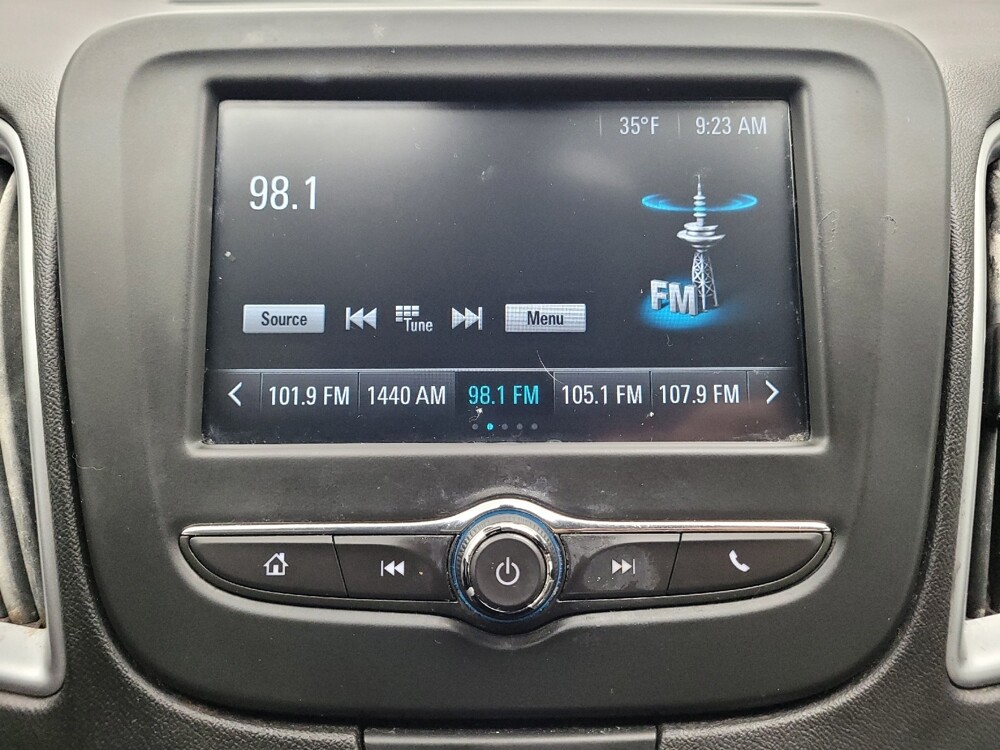 35°F 9:23 AM
98.1
FM
Source Tune Menu
101.9 FM 1440 AM 98.1 FM 105.1 FM 107.9 FM